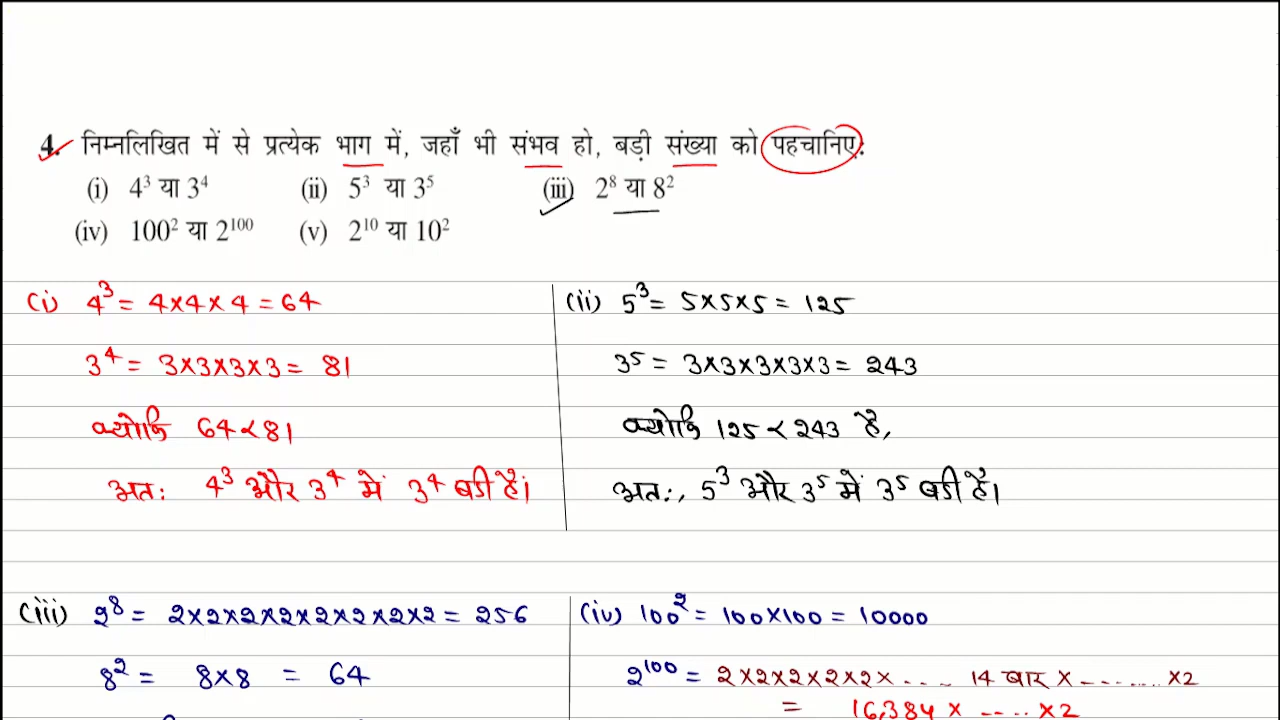 4. निम्नलिखित में से प्रत्येक भाग में, जहाँ भी संभव हो, बड़ी संख्या को पहचानिए:
(i) 4³ या 3⁴ (ii) 5³ या 3⁵ (iii) 2⁸ या 8²
(iv) 100² या 2¹⁰⁰ (v) 2¹⁰ या 10²
(i) 4³ = 4×4×4 = 64
3⁴ = 3×3×3×3 = 81
क्योकि 64 < 81
अतः 4³ और 3⁴ में 3⁴ बडी है।
(ii) 5³ = 5×5×5 = 125
3⁵ = 3×3×3×3×3 = 243
क्योकि 125 < 243 है,
अतः, 5³ और 3⁵ में 3⁵ बडी है।
(iii) 2⁸ = 2×2×2×2×2×2×2×2 = 256
8² = 8×8 = 64
(iv) 100² = 100×100 = 10000
2¹⁰⁰ = 2×2×2×2×2×.... 14 बार ×.......×2
= 16,384 × .... ×2